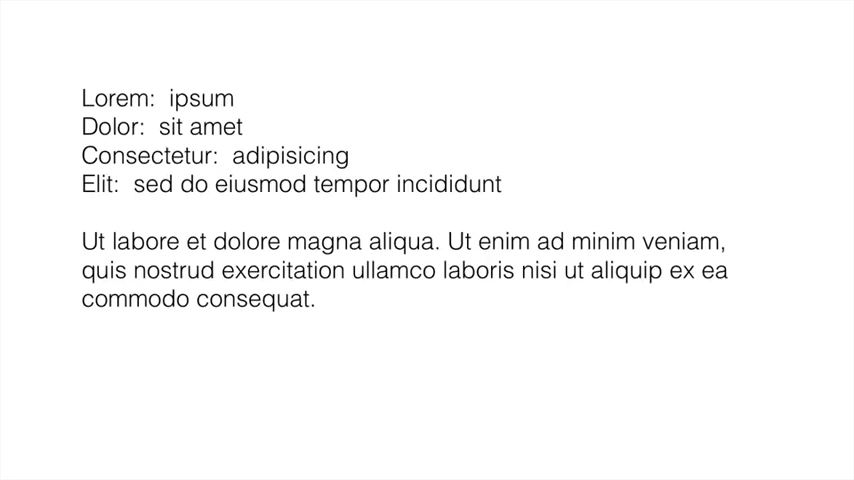 Lorem:  ipsum
Dolor:  sit amet
Consectetur:  adipisicing
Elit:  sed do eiusmod tempor incididunt
Ut labore et dolore magna aliqua. Ut enim ad minim veniam,
quis nostrud exercitation ullamco laboris nisi ut aliquip ex ea
commodo consequat.